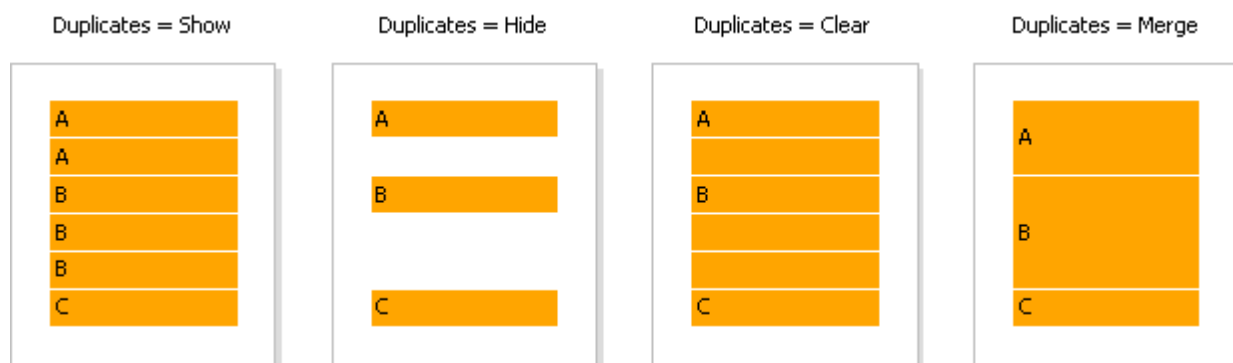 Duplicates = Show
A
A
B
B
B
C
Duplicates = Hide
A
B
C
Duplicates = Clear
A
B
C
Duplicates = Merge
A
B
C